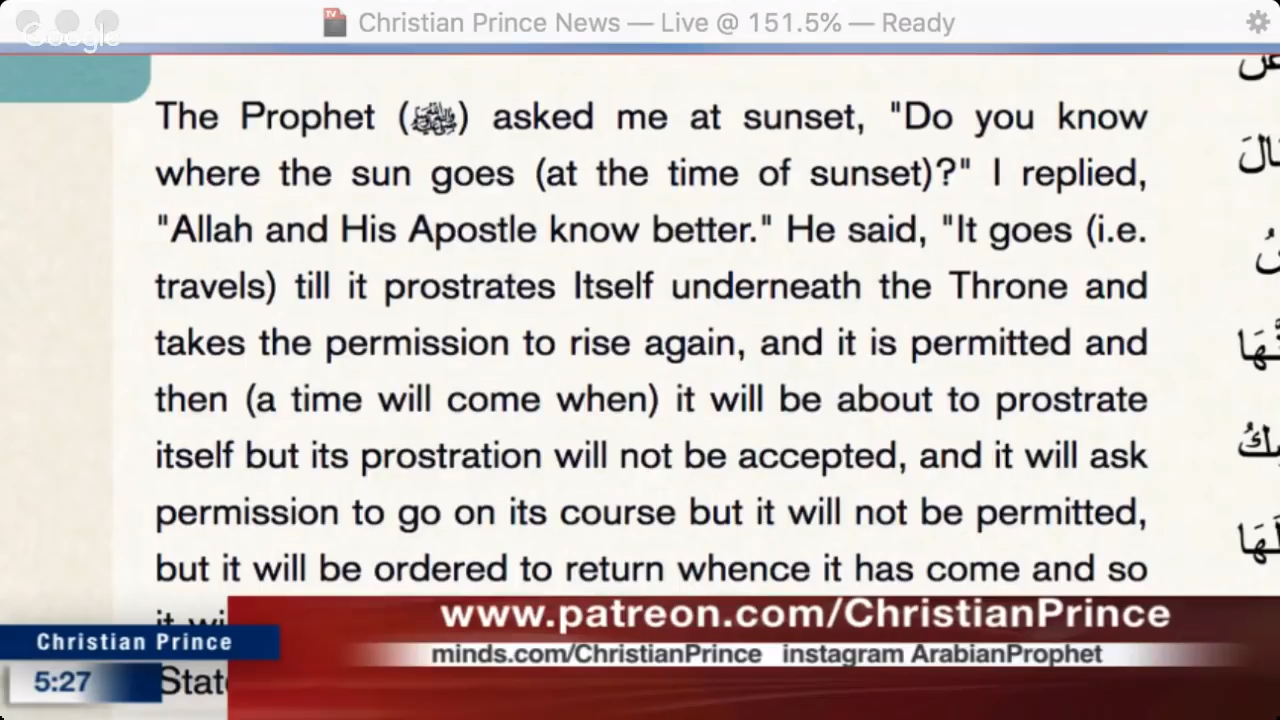 Christian Prince News — Live @ 151.5% — Ready
Google
The Prophet (ﷺ) asked me at sunset, "Do you know
where the sun goes (at the time of sunset)?" I replied,
"Allah and His Apostle know better." He said, "It goes (i.e.
travels) till it prostrates Itself underneath the Throne and
takes the permission to rise again, and it is permitted and
then (a time will come when) it will be about to prostrate
itself but its prostration will not be accepted, and it will ask
permission to go on its course but it will not be permitted,
but it will be ordered to return whence it has come and so
it
www.patreon.com/ChristianPrince
Christian Prince
minds.com/ChristianPrince instagram ArabianProphet
5:27